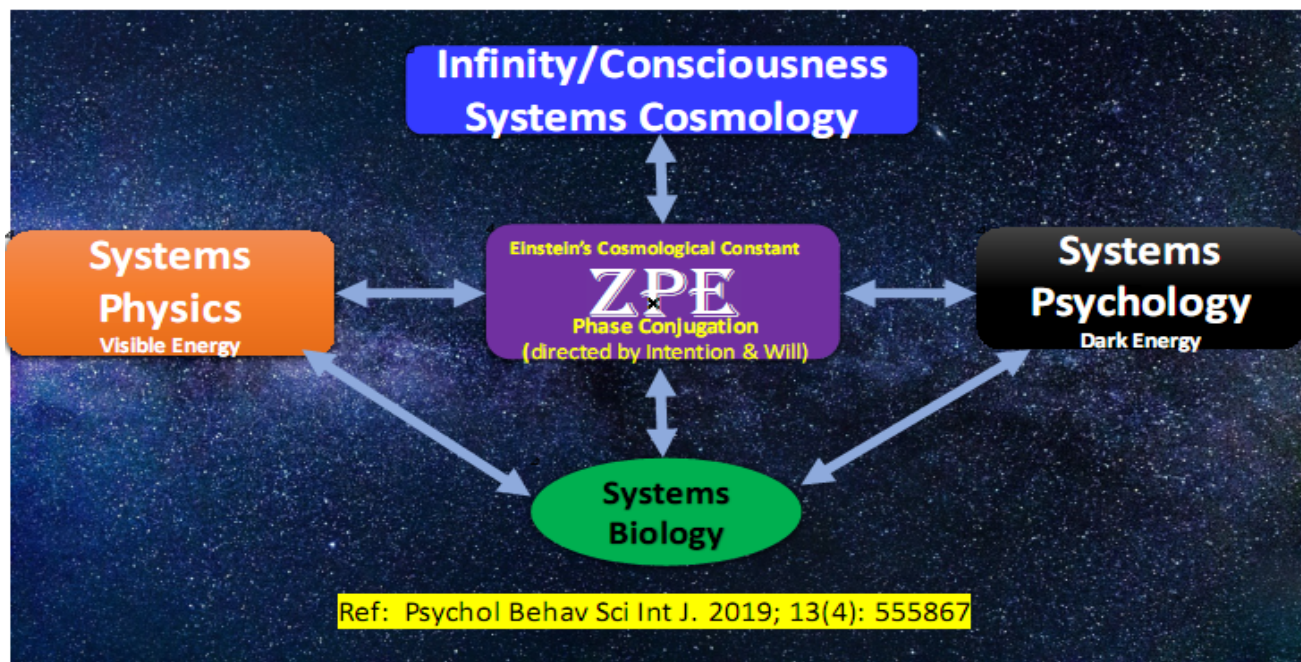 Infinity/Consciousness
Systems Cosmology
Systems
Physics
Visible Energy
Einstein's Cosmological Constant
ZPE
Phase Conjugation
(directed by Intention & Will)
Systems
Psychology
Dark Energy
Systems
Biology
Ref: Psychol Behav Sci Int J. 2019; 13(4): 555867